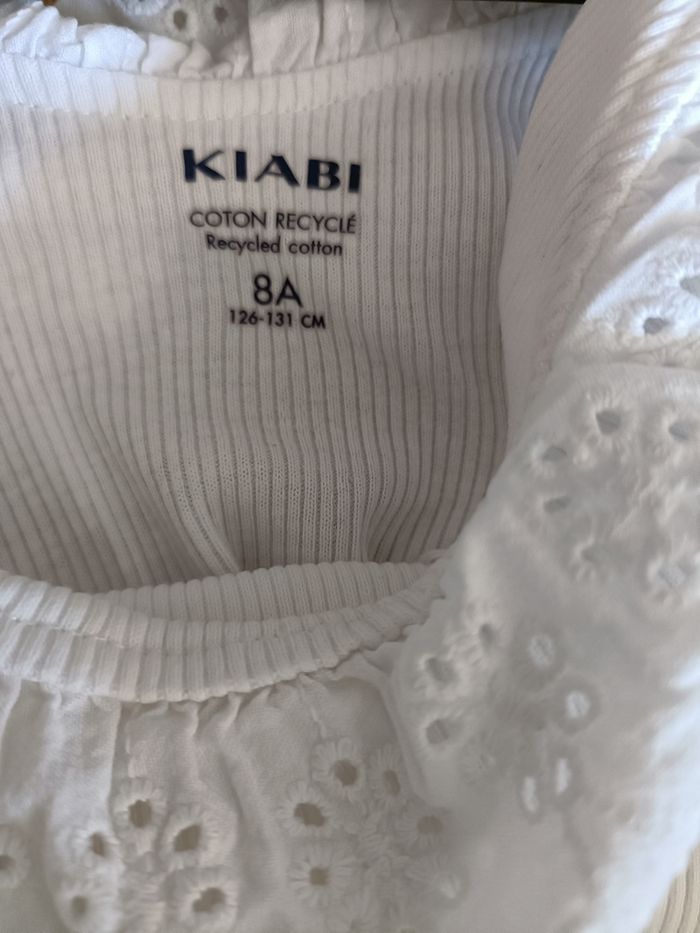 KIABI
COTON RECYCLÉ
Recycled cotton
8A
126-131 CM